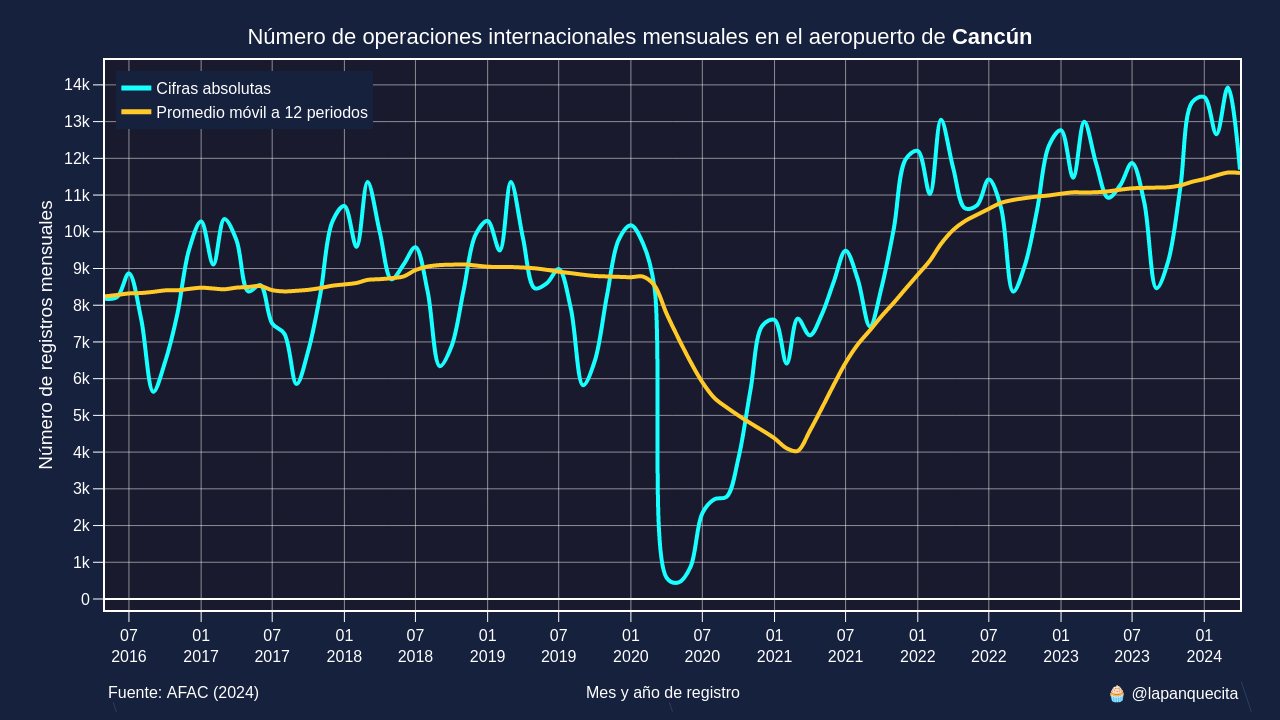 Número de operaciones internacionales mensuales en el aeropuerto de Cancún
Cifras absolutas
Promedio móvil a 12 periodos
Número de registros mensuales
14k
13k
12k
11k
10k
9k
8k
7k
6k
5k
4k
3k
2k
1k
0
07 01 07 01 07 01 07 01 07 01 07 01 07 01 07 01
2016 2017 2017 2018 2018 2019 2019 2020 2020 2021 2021 2022 2022 2023 2023 2024
Fuente: AFAC (2024) Mes y año de registro 🧁 @lapanquecita